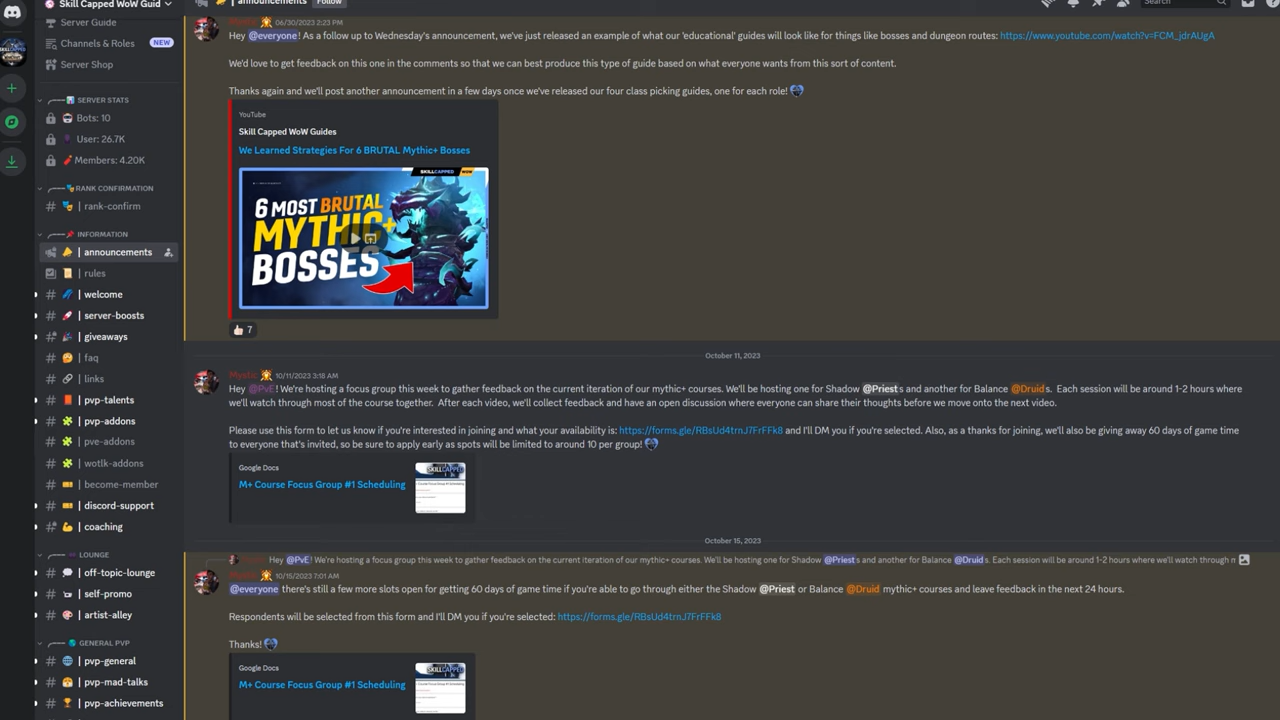 Skill Capped WoW Guid
Server Guide
Channels & Roles
NEW
Server Shop
SERVER STATS
Bots: 10
User: 26.7K
Members: 4.20K
RANK CONFIRMATION
rank-confirm
INFORMATION
announcements
rules
welcome
server-boosts
giveaways
faq
links
pvp-talents
pvp-addons
pve-addons
wotlk-addons
become-member
discord-support
coaching
LOUNGE
off-topic-lounge
self-promo
artist-alley
GENERAL PVP
pvp-general
pvp-mad-talks
pvp-achievements
announcements
Follow
Search
Mystic 06/30/2023 2:23 PM
Hey @everyone! As a follow up to Wednesday's announcement, we've just released an example of what our 'educational' guides will look like for things like bosses and dungeon routes: https://www.youtube.com/watch?v=FCM_jdrAUgA
We'd love to get feedback on this one in the comments so that we can best produce this type of guide based on what everyone wants from this sort of content.
Thanks again and we'll post another announcement in a few days once we've released our four class picking guides, one for each role!
YouTube
Skill Capped WoW Guides
We Learned Strategies For 6 BRUTAL Mythic+ Bosses
SKILLCAPPED
6 MOST BRUTAL
MYTHIC+
BOSSES
7
October 11, 2023
Mystic 10/11/2023 3:18 AM
Hey @PvE! We're hosting a focus group this week to gather feedback on the current iteration of our mythic+ courses. We'll be hosting one for Shadow @Priests and another for Balance @Druids. Each session will be around 1-2 hours where
we'll watch through most of the course together. After each video, we'll collect feedback and have an open discussion where everyone can share their thoughts before we move onto the next video.
Please use this form to let us know if you're interested in joining and what your availability is: https://forms.gle/RBsUd4trnJ7FrFFk8 and I'll DM you if you're selected. Also, as a thanks for joining, we'll also be giving away 60 days of game time
to everyone that's invited, so be sure to apply early as spots will be limited to around 10 per group!
Google Docs
M+ Course Focus Group #1 Scheduling
October 15, 2023
Hey @PvE! We're hosting a focus group this week to gather feedback on the current iteration of our mythic+ courses. We'll be hosting one for Shadow @Priests and another for Balance @Druids. Each session will be around 1-2 hours where we'll watch through m
Mystic 10/15/2023 7:01 AM
@everyone there's still a few more slots open for getting 60 days of game time if you're able to go through either the Shadow @Priest or Balance @Druid mythic+ courses and leave feedback in the next 24 hours.
Respondents will be selected from this form and I'll DM you if you're selected: https://forms.gle/RBsUd4trnJ7FrFFk8
Thanks!
Google Docs
M+ Course Focus Group #1 Scheduling